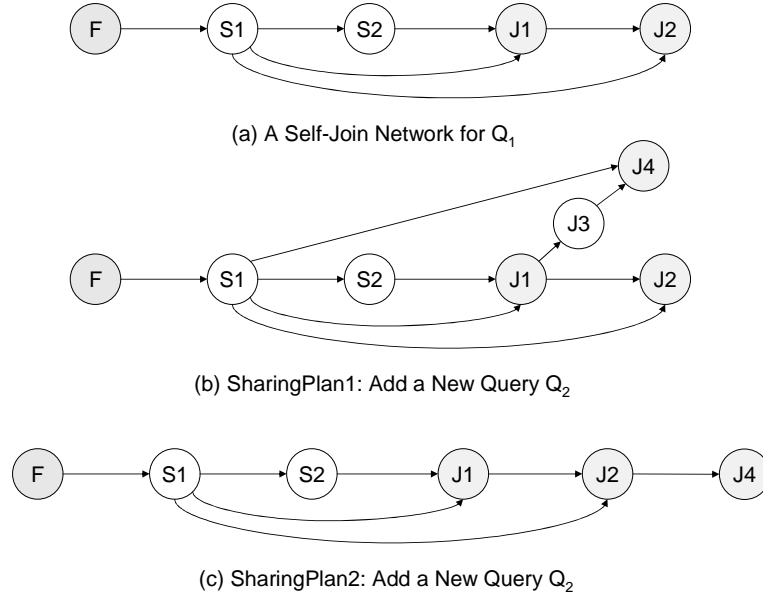 F S1 S2 J1 J2
(a) A Self-Join Network for Q1
J4
J3
F S1 S2 J1 J2
(b) SharingPlan1: Add a New Query Q2
F S1 S2 J1 J2 J4
(c) SharingPlan2: Add a New Query Q2